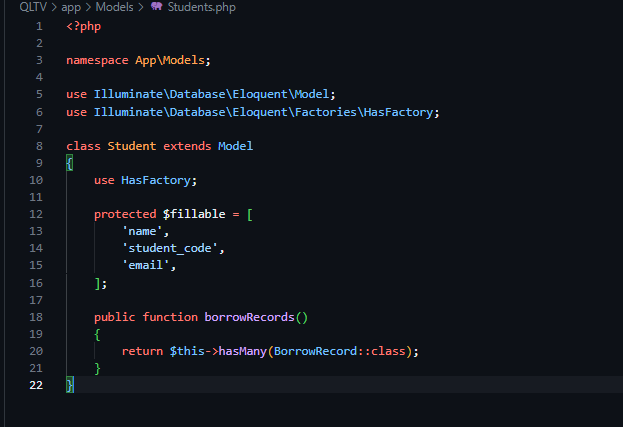 QLTV > app > Models > Students.php
1 <?php
2
3 namespace App\Models;
4
5 use Illuminate\Database\Eloquent\Model;
6 use Illuminate\Database\Eloquent\Factories\HasFactory;
7
8 class Student extends Model
9 {
10     use HasFactory;
11
12     protected $fillable = [
13         'name',
14         'student_code',
15         'email',
16     ];
17
18     public function borrowRecords()
19     {
20         return $this->hasMany(BorrowRecord::class);
21     }
22 }